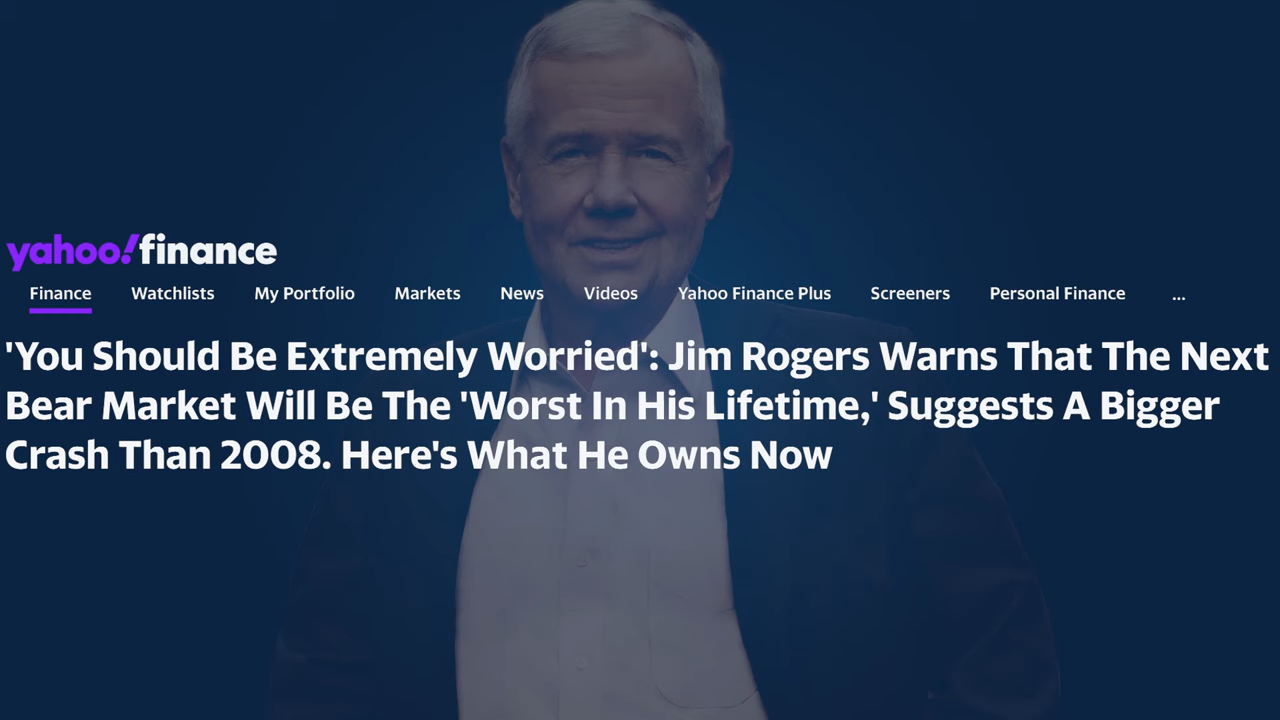 yahoo!finance
Finance Watchlists My Portfolio Markets News Videos Yahoo Finance Plus Screeners Personal Finance ...
'You Should Be Extremely Worried': Jim Rogers Warns That The Next
Bear Market Will Be The 'Worst In His Lifetime,' Suggests A Bigger
Crash Than 2008. Here's What He Owns Now